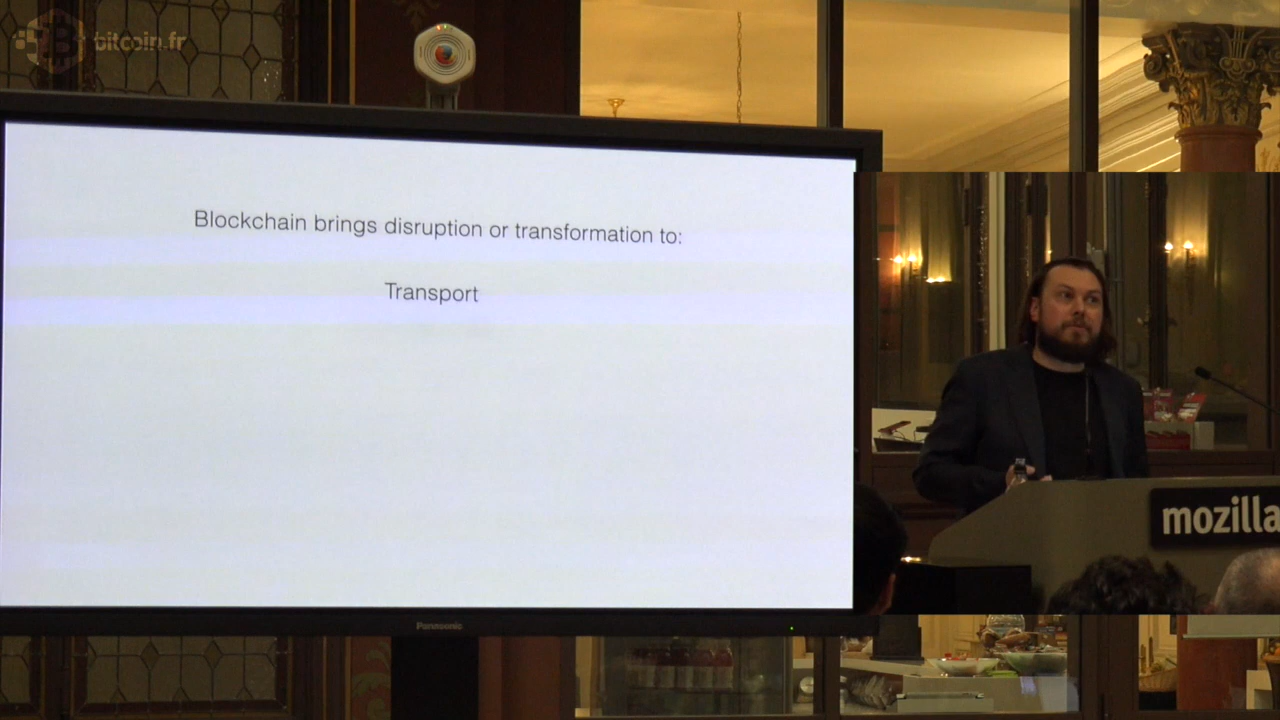 bitcoin.fr
Blockchain brings disruption or transformation to:
Transport
Panasonic
mozilla